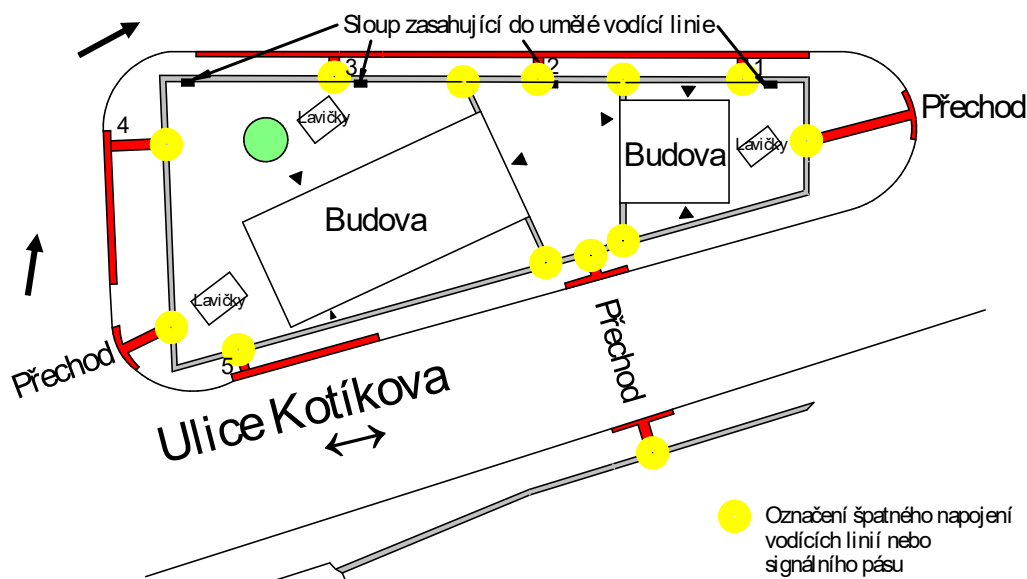 Sloup zasahující do umělé vodící linie
3
2
1
4
Přechod
Lavičky
Lavičky
Budova
Budova
Lavičky
Přechod
5
Přechod
Ulice Kotíkova
Označení špatného napojení
vodících linií nebo
signálního pásu